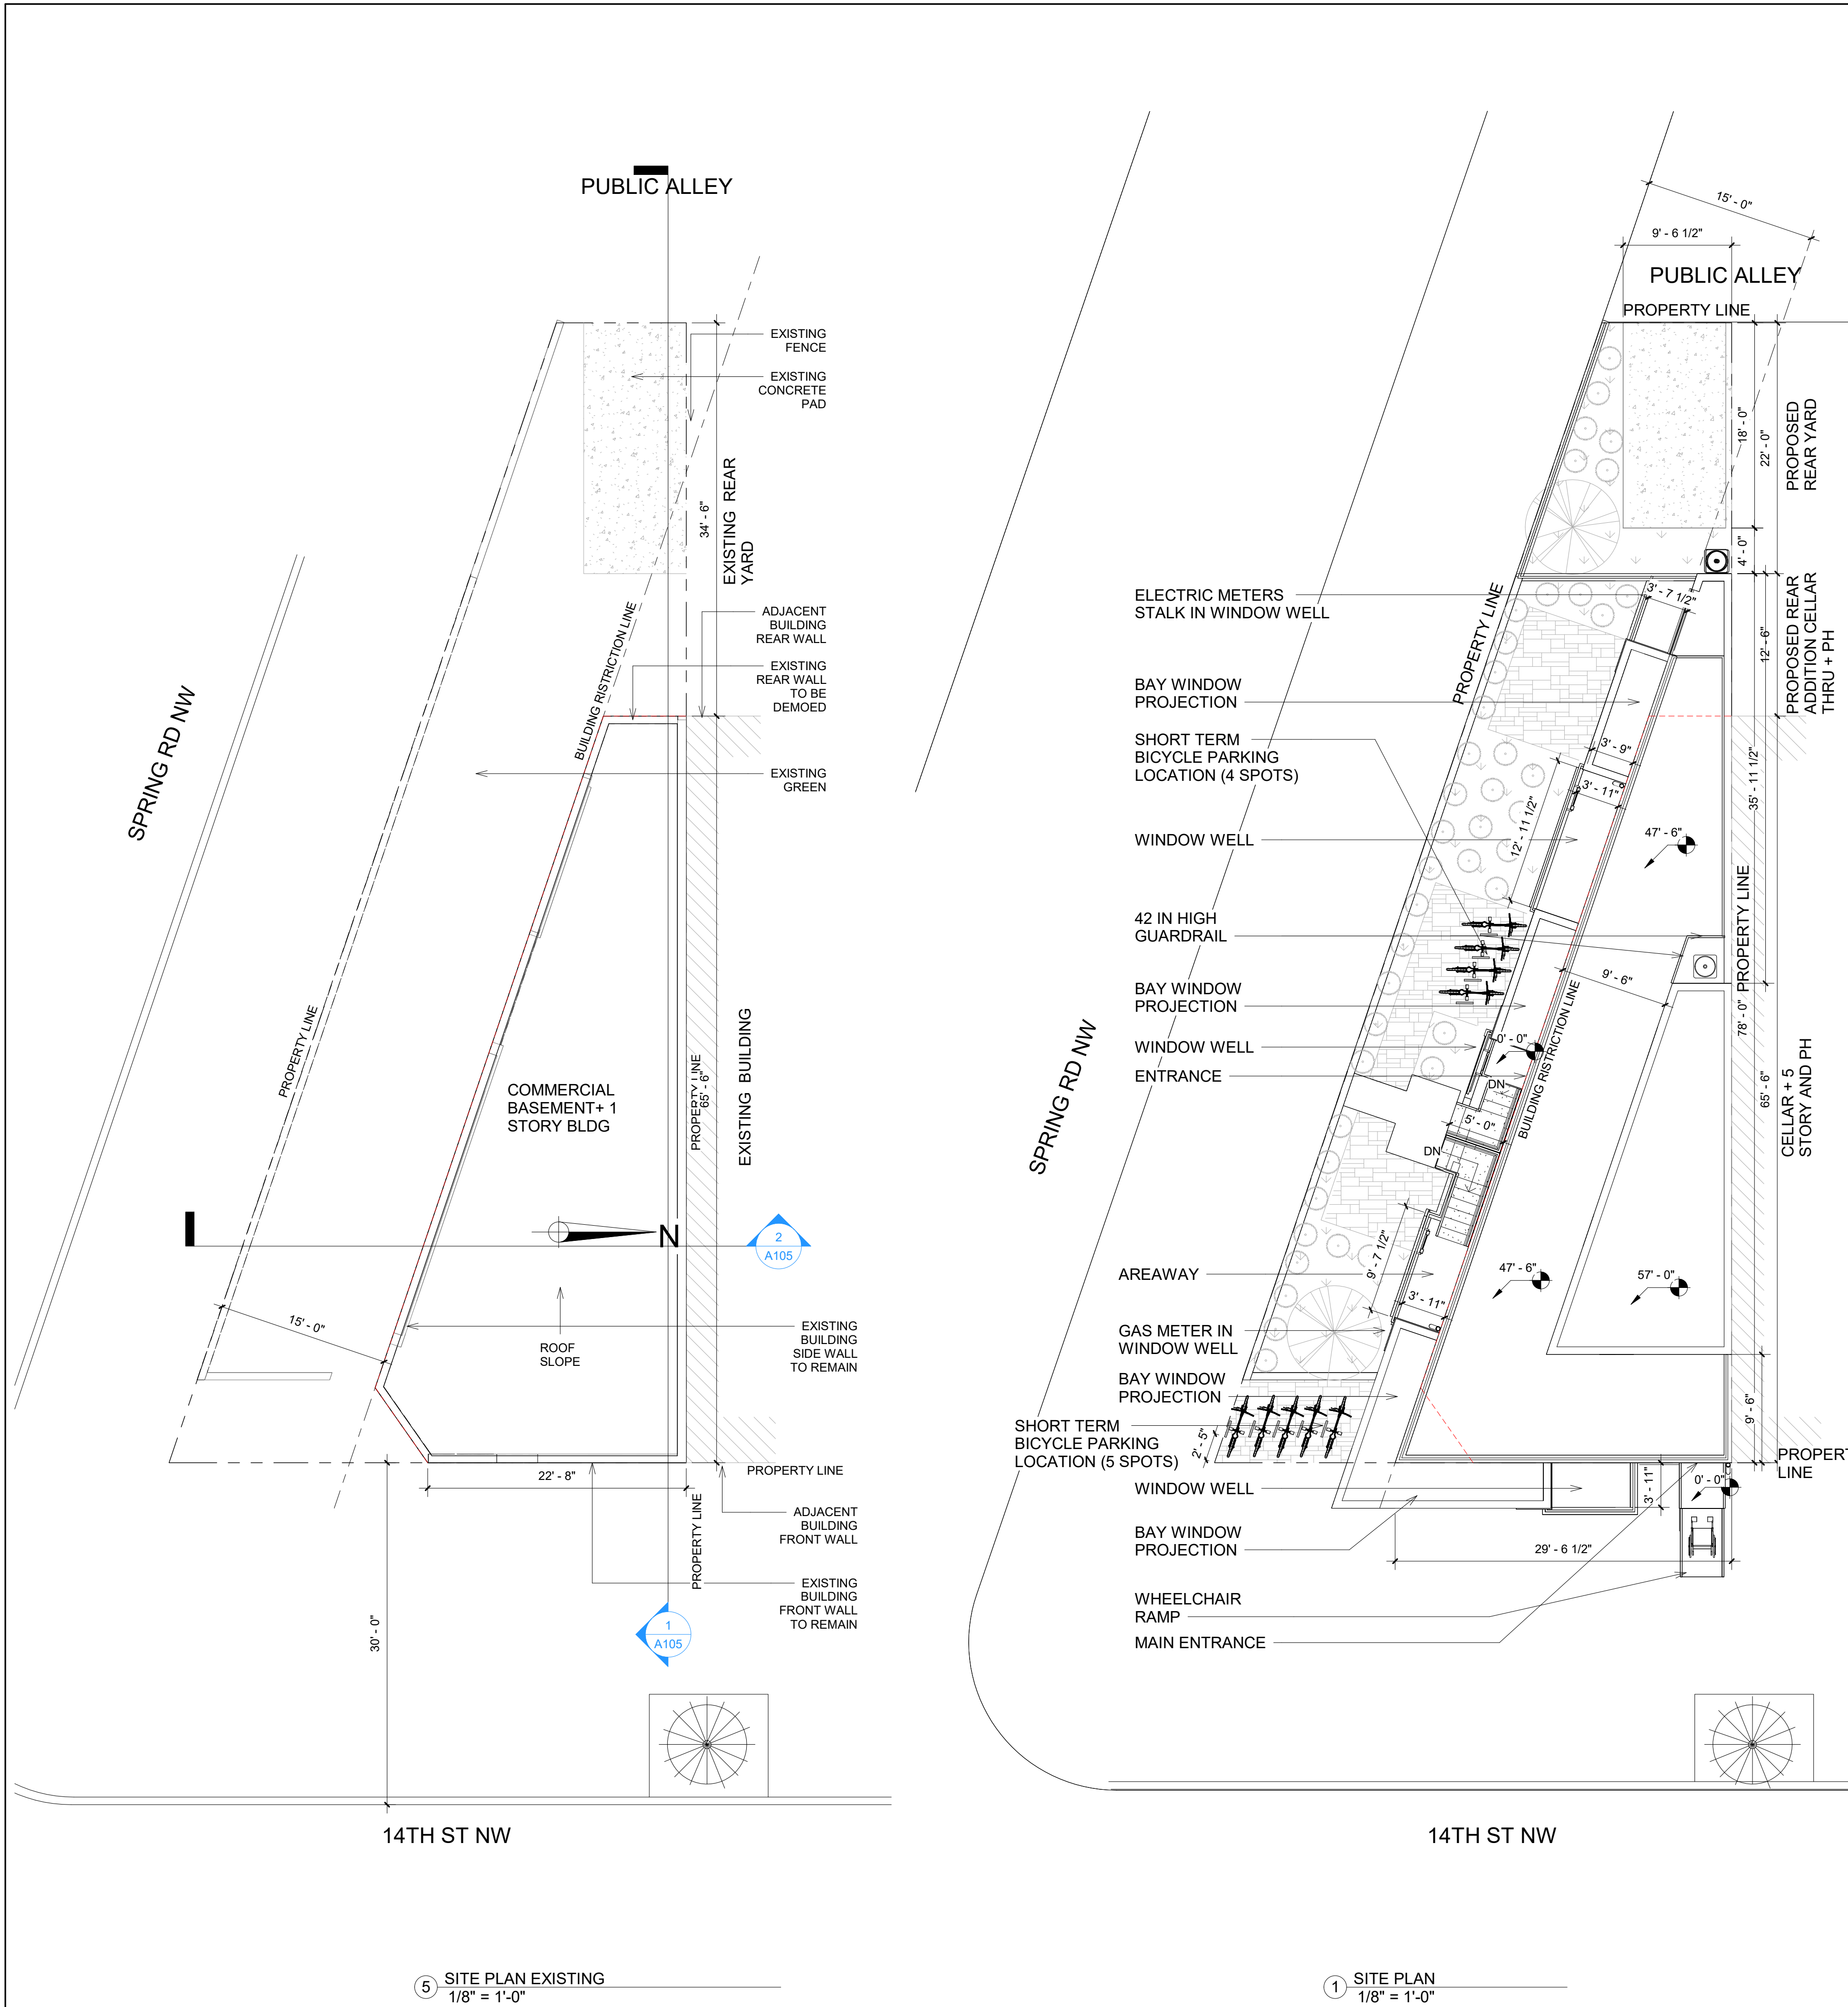 PUBLIC ALLEY
EXISTING
FENCE
EXISTING
CONCRETE
PAD
34' - 6"
EXISTING REAR
YARD
ADJACENT
BUILDING
REAR WALL
EXISTING
REAR WALL
TO BE
DEMOED
BUILDING RISTRICTION LINE
EXISTING
GREEN
SPRING RD NW
PROPERTY LINE
COMMERCIAL
BASEMENT+ 1
STORY BLDG
PROPERTY LINE
65' - 6"
EXISTING BUILDING
N
2
A105
15' - 0"
ROOF
SLOPE
EXISTING
BUILDING
SIDE WALL
TO REMAIN
22' - 8"
PROPERTY LINE
PROPERTY LINE
ADJACENT
BUILDING
FRONT WALL
EXISTING
BUILDING
FRONT WALL
TO REMAIN
30' - 0"
1
A105
14TH ST NW
5
SITE PLAN EXISTING
1/8" = 1'-0"
15' - 0"
9' - 6 1/2"
PUBLIC ALLEY
PROPERTY LINE
18' - 0"
22' - 0"
PROPOSED
REAR YARD
4' - 0"
ELECTRIC METERS
STALK IN WINDOW WELL
PROPERTY LINE
3' - 7 1/2"
12' - 6"
PROPOSED REAR
ADDITION CELLAR
THRU + PH
BAY WINDOW
PROJECTION
SHORT TERM
BICYCLE PARKING
LOCATION (4 SPOTS)
3' - 9"
3' - 11"
12' - 11 1/2"
35' - 11 1/2"
WINDOW WELL
47' - 6"
42 IN HIGH
GUARDRAIL
PROPERTY LINE
78' - 0"
9' - 6"
BAY WINDOW
PROJECTION
BUILDING RISTRICTION LINE
WINDOW WELL
0' - 0"
ENTRANCE
DN
SPRING RD NW
5' - 0"
DN
65' - 6"
CELLAR + 5
STORY AND PH
9' - 7 1/2"
AREAWAY
47' - 6"
57' - 0"
3' - 11"
GAS METER IN
WINDOW WELL
BAY WINDOW
PROJECTION
SHORT TERM
BICYCLE PARKING
LOCATION (5 SPOTS)
2' - 5"
9' - 6"
PROPERT
LINE
WINDOW WELL
3' - 11"
0' - 0"
BAY WINDOW
PROJECTION
29' - 6 1/2"
WHEELCHAIR
RAMP
MAIN ENTRANCE
14TH ST NW
1
SITE PLAN
1/8" = 1'-0"